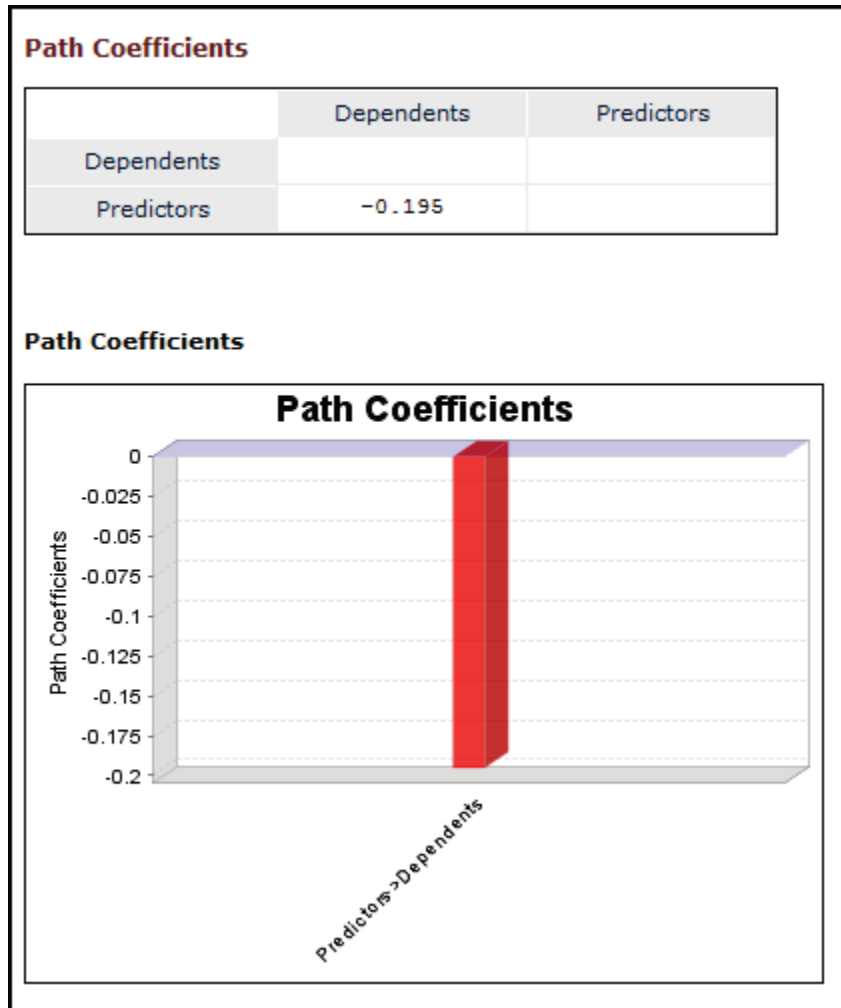 Path Coefficients
Dependents Predictors
Dependents
Predictors -0.195
Path Coefficients
Path Coefficients
Path Coefficients
0
-0.025
-0.05
-0.075
-0.1
-0.125
-0.15
-0.175
-0.2
Predictors->Dependents